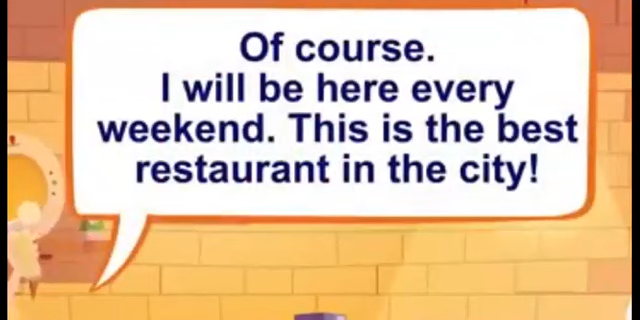 Of course.
I will be here every
weekend. This is the best
restaurant in the city!